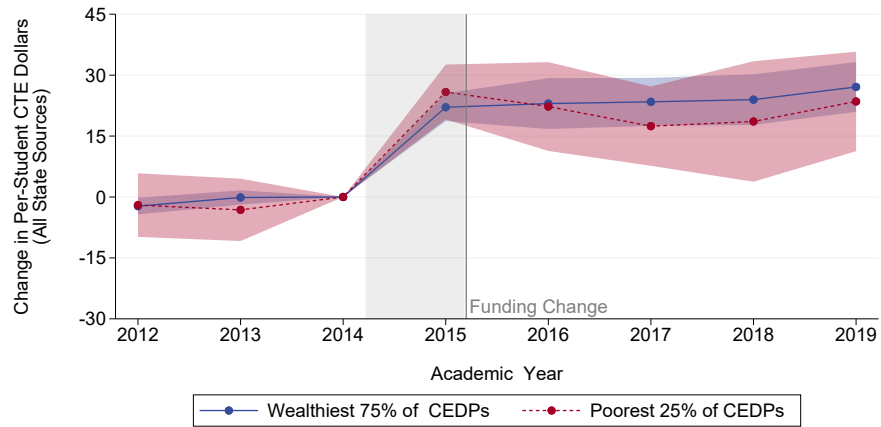 Change in Per-Student CTE Dollars
(All State Sources)
45
30
15
0
-15
-30
Funding Change
2012 2013 2014 2015 2016 2017 2018 2019
Academic Year
Wealthiest 75% of CEDPs Poorest 25% of CEDPs